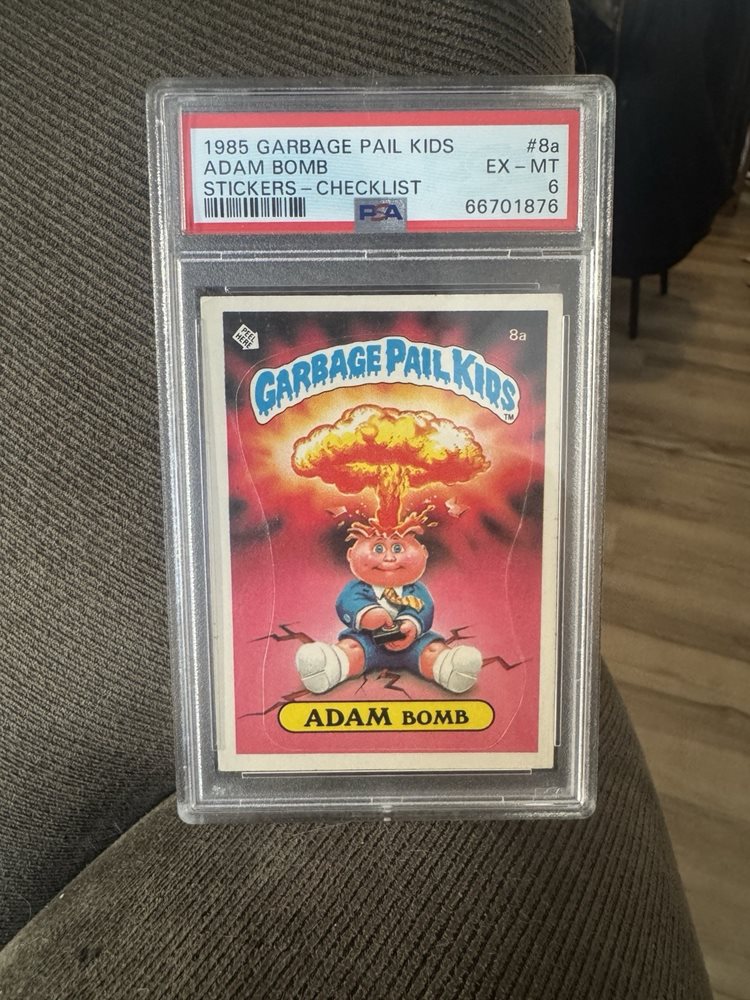 1985 GARBAGE PAIL KIDS #8a
ADAM BOMB EX - MT
STICKERS - CHECKLIST 6
PSA 66701876
PEEL HERE
8a
GARBAGE PAIL KIDS TM
ADAM BOMB